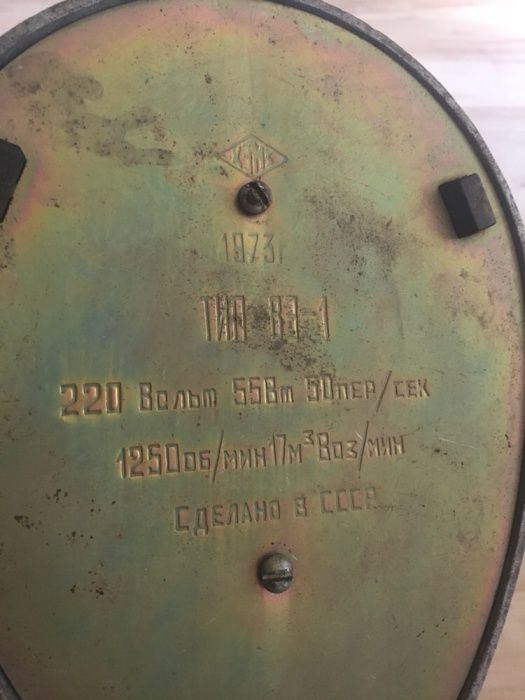 1973г
ТИП ВЭ-1
220 Вольт 55Вт 50пер/сек
1250об/мин 17м³Воз/мин
СДЕЛАНО В СССР